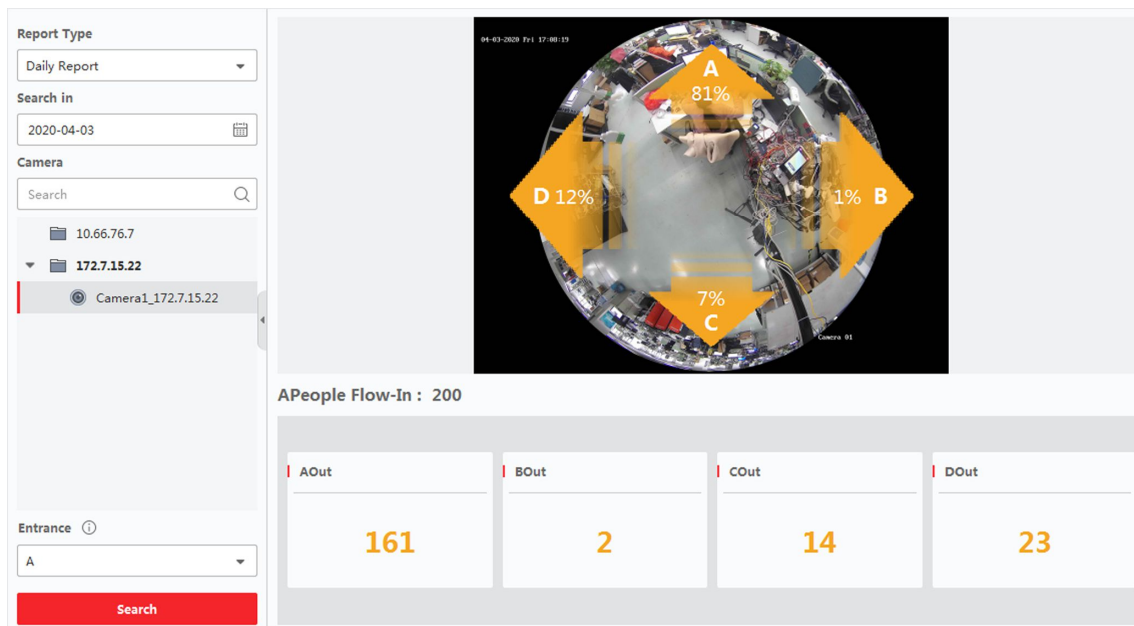 Report Type
Daily Report
Search in
2020-04-03
Camera
Search
10.66.76.7
172.7.15.22
Camera1_172.7.15.22
Entrance
A
Search
04-03-2020 Fri 17:08:19
A
81%
D 12%
1% B
7%
C
Camera 01
APeople Flow-In : 200
AOut
161
BOut
2
COut
14
DOut
23